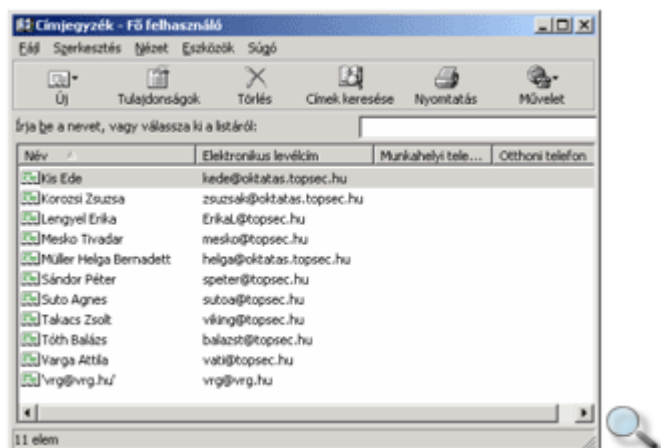 Címjegyzék - Fő felhasználó
Fájl Szerkesztés Nézet Eszközök Súgó
Új Tulajdonságok Törlés Címek keresése Nyomtatás Művelet
Írja be a nevet, vagy válassza ki a listáról:
Név Elektronikus levélcím Munkahelyi tele... Otthoni telefon
Kis Ede kede@oktatas.topsec.hu
Korozsi Zsuzsa zsuzsak@oktatas.topsec.hu
Lengyel Erika ErikaL@topsec.hu
Mesko Tivadar mesko@topsec.hu
Müller Helga Bernadett helga@oktatas.topsec.hu
Sándor Péter speter@topsec.hu
Suto Agnes sutoa@topsec.hu
Takacs Zsolt viking@topsec.hu
Tóth Balázs balazst@topsec.hu
Varga Attila vati@topsec.hu
'vrg@vrg.hu' vrg@vrg.hu
11 elem